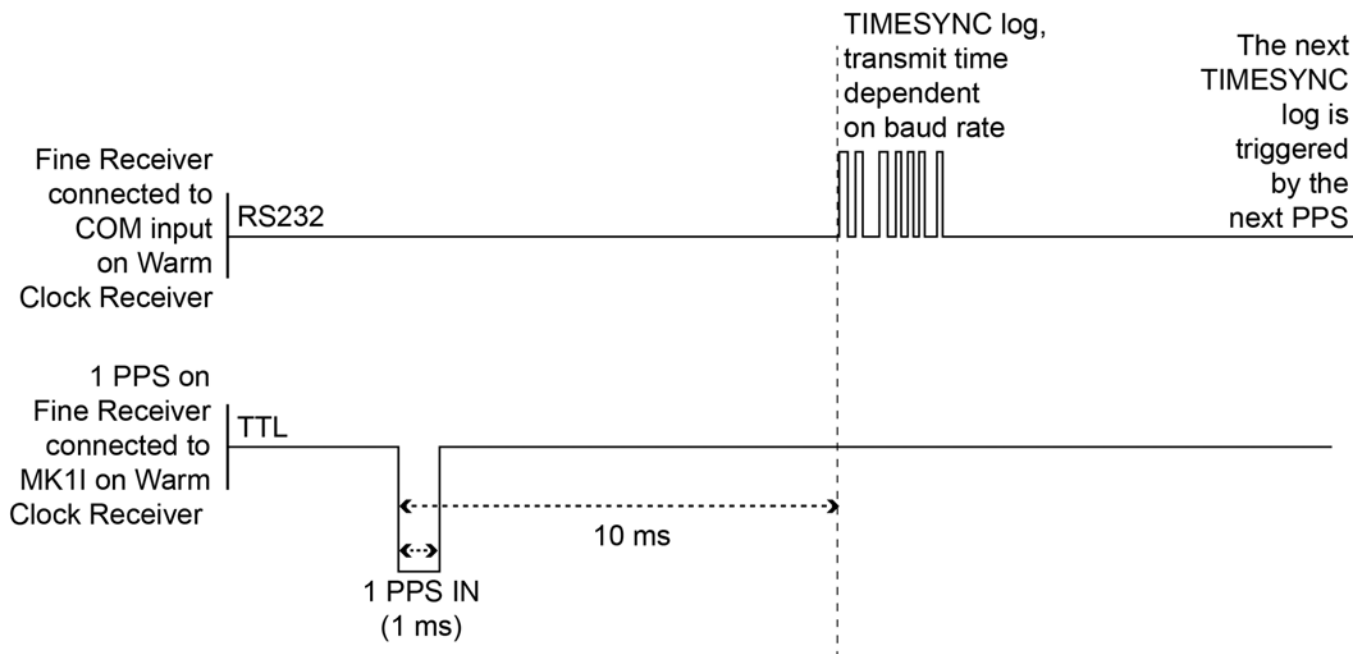 TIMESYNC log,
transmit time
dependent
on baud rate
The next
TIMESYNC
log is
triggered
by the
next PPS
Fine Receiver
connected to
COM input
on Warm
Clock Receiver
RS232
1 PPS on
Fine Receiver
connected to
MK1I on Warm
Clock Receiver
TTL
10 ms
1 PPS IN
(1 ms)